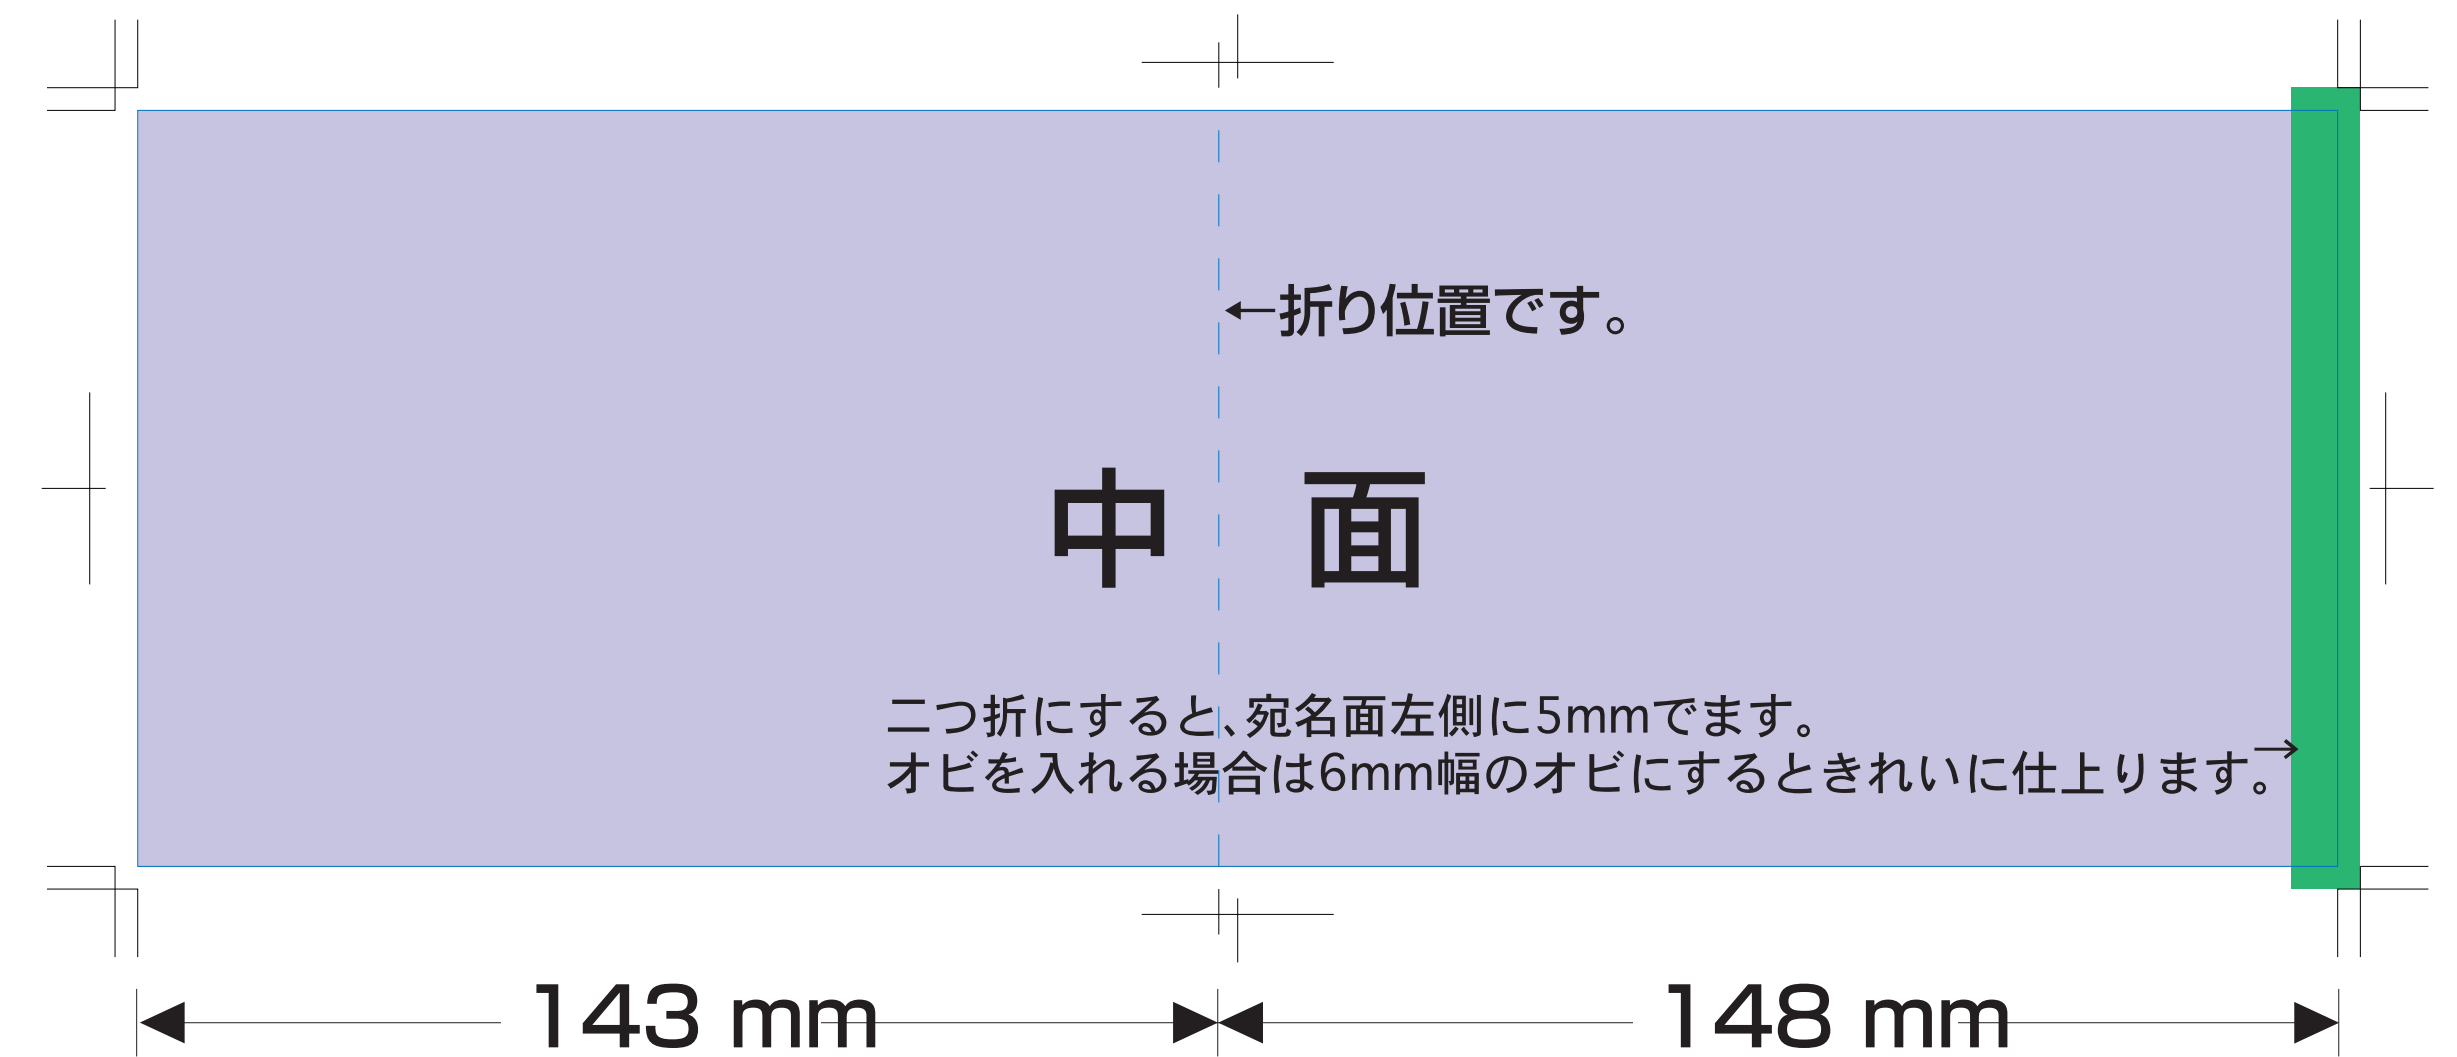 ←折り位置です。
中 面
二つ折にすると、宛名面左側に5mmでます。
オビを入れる場合は6mm幅のオビにするときれいに仕上ります。→
143 mm
148 mm